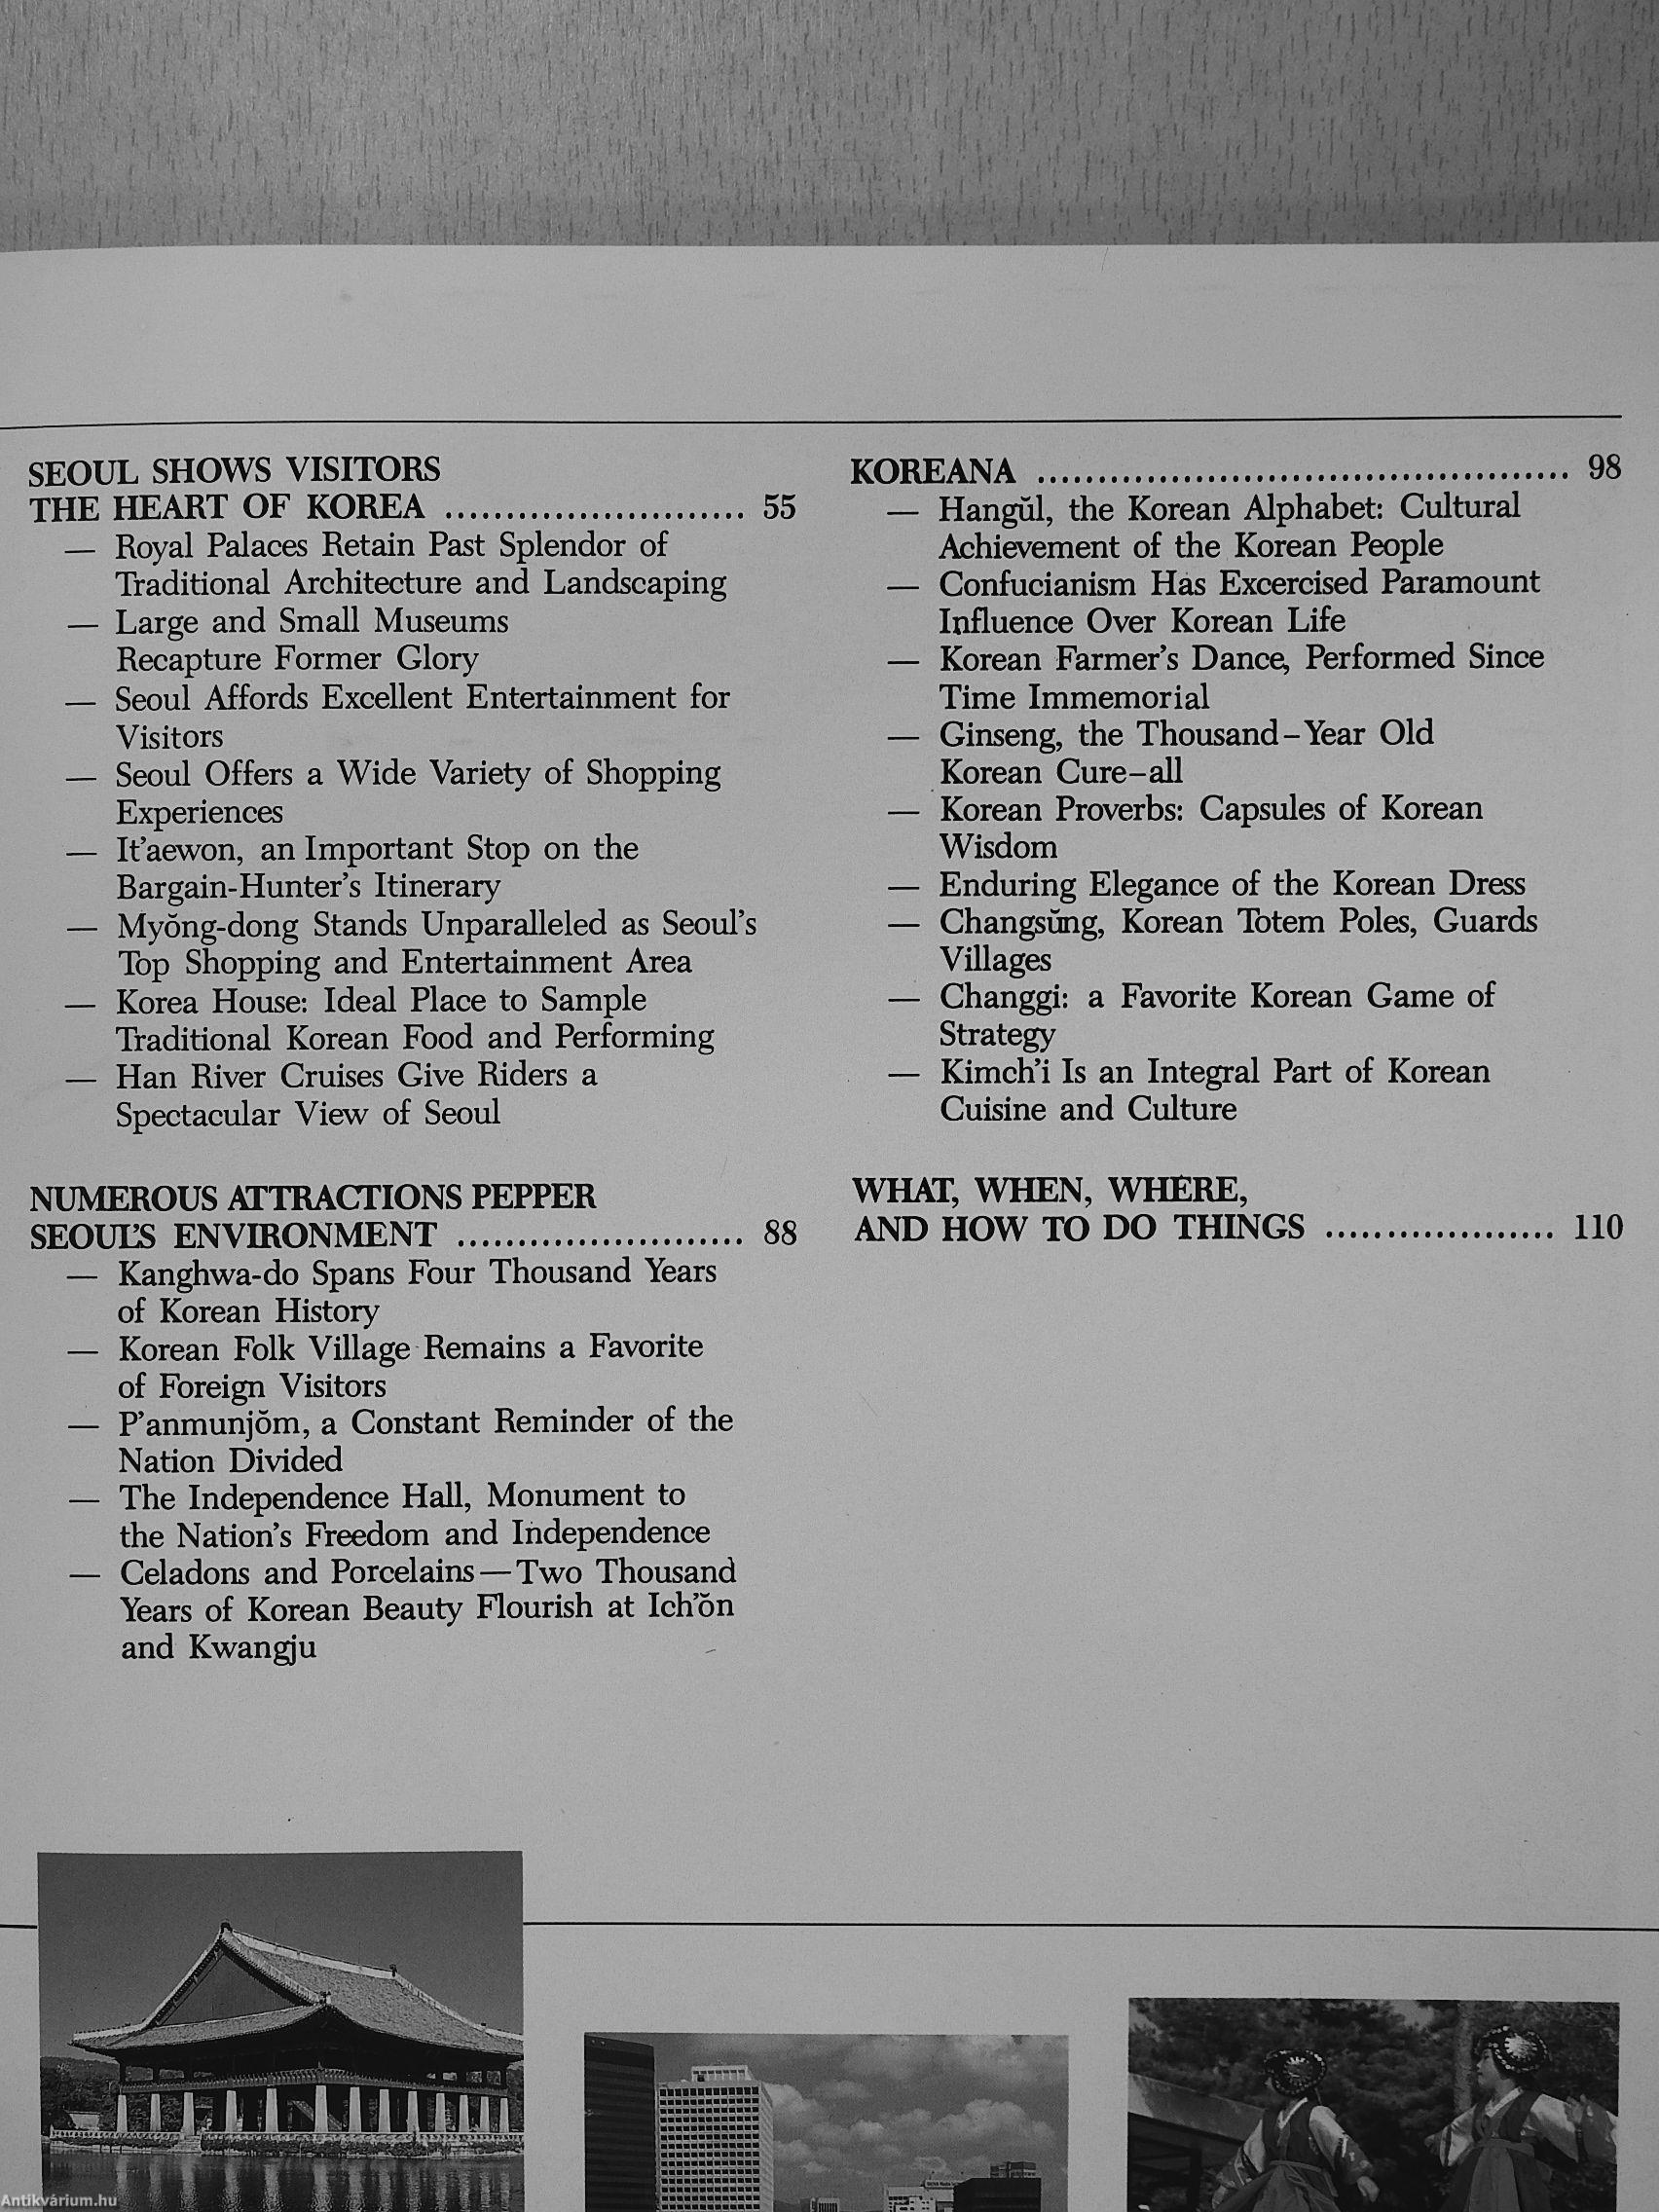 SEOUL SHOWS VISITORS
THE HEART OF KOREA ......................... 55
— Royal Palaces Retain Past Splendor of
Traditional Architecture and Landscaping
— Large and Small Museums
Recapture Former Glory
— Seoul Affords Excellent Entertainment for
Visitors
— Seoul Offers a Wide Variety of Shopping
Experiences
— It'aewon, an Important Stop on the
Bargain-Hunter's Itinerary
— Myŏng-dong Stands Unparalleled as Seoul's
Top Shopping and Entertainment Area
— Korea House: Ideal Place to Sample
Traditional Korean Food and Performing
— Han River Cruises Give Riders a
Spectacular View of Seoul
NUMEROUS ATTRACTIONS PEPPER
SEOUL'S ENVIRONMENT ........................ 88
— Kanghwa-do Spans Four Thousand Years
of Korean History
— Korean Folk Village Remains a Favorite
of Foreign Visitors
— P'anmunjŏm, a Constant Reminder of the
Nation Divided
— The Independence Hall, Monument to
the Nation's Freedom and Independence
— Celadons and Porcelains—Two Thousand
Years of Korean Beauty Flourish at Ich'ŏn
and Kwangju
KOREANA ............................................ 98
— Hangŭl, the Korean Alphabet: Cultural
Achievement of the Korean People
— Confucianism Has Excercised Paramount
Influence Over Korean Life
— Korean Farmer's Dance, Performed Since
Time Immemorial
— Ginseng, the Thousand–Year Old
Korean Cure–all
— Korean Proverbs: Capsules of Korean
Wisdom
— Enduring Elegance of the Korean Dress
— Changsŭng, Korean Totem Poles, Guards
Villages
— Changgi: a Favorite Korean Game of
Strategy
— Kimch'i Is an Integral Part of Korean
Cuisine and Culture
WHAT, WHEN, WHERE,
AND HOW TO DO THINGS ................... 110
Antikvárium.hu